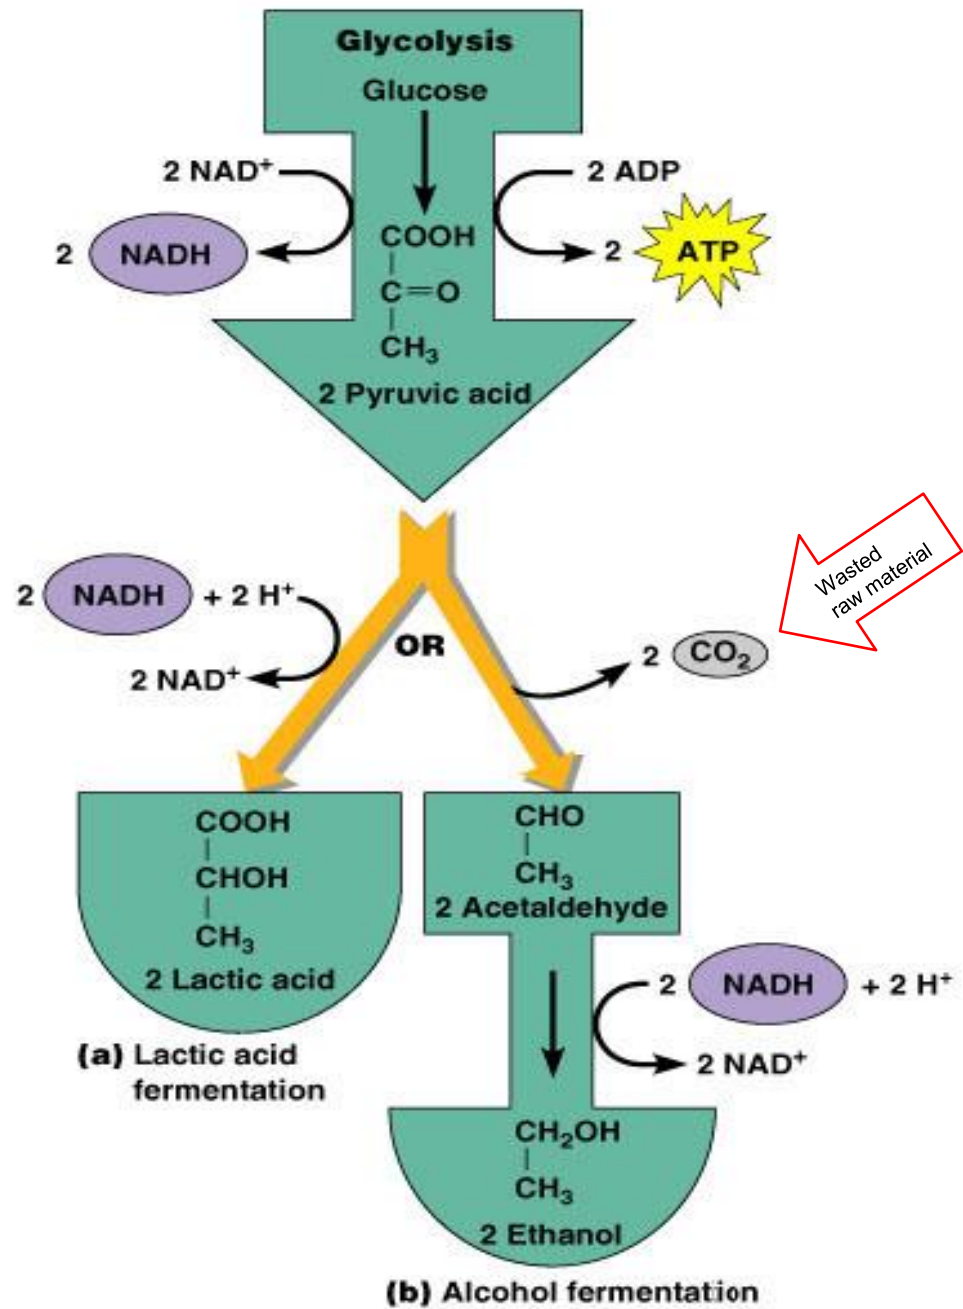 Glycolysis
Glucose
2 NAD⁺
2 ADP
2 NADH
2 ATP
COOH
C=O
CH₃
2 Pyruvic acid
Wasted
raw material
2 NADH + 2 H⁺
OR
2 CO₂
2 NAD⁺
COOH
CHOH
CH₃
2 Lactic acid
(a) Lactic acid
fermentation
CHO
CH₃
2 Acetaldehyde
2 NADH + 2 H⁺
2 NAD⁺
CH₂OH
CH₃
2 Ethanol
(b) Alcohol fermentation